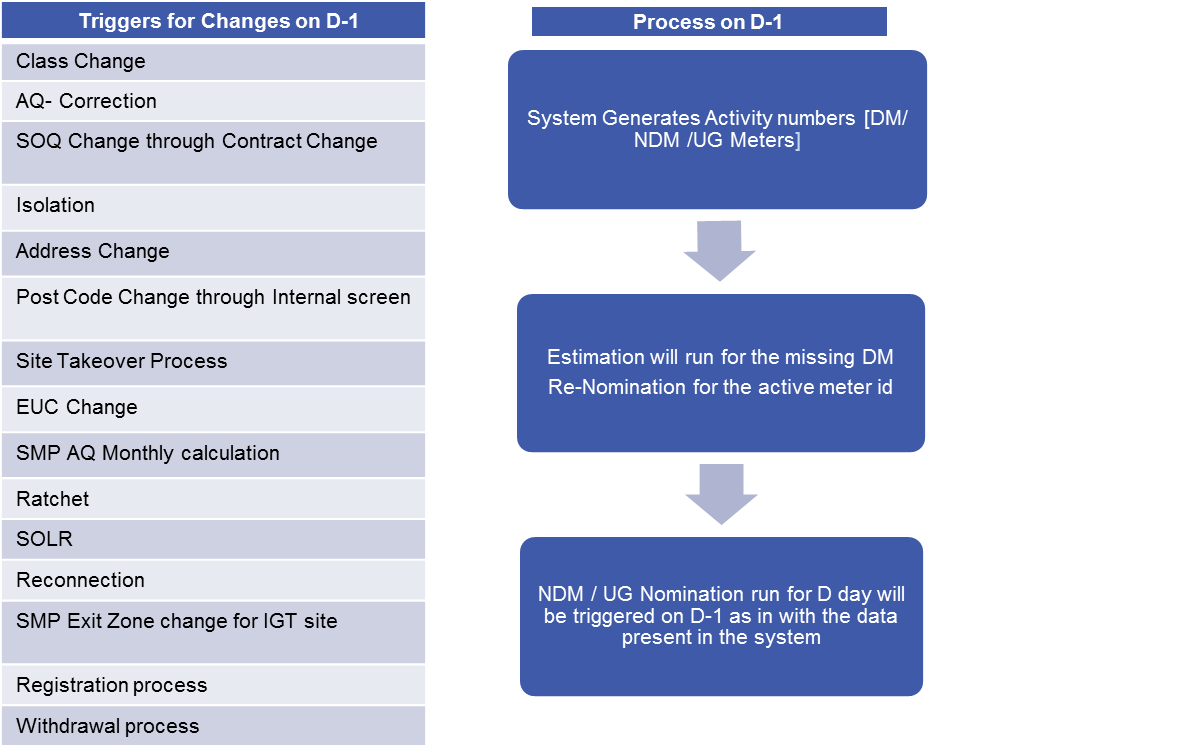 Triggers for Changes on D-1
Class Change
AQ- Correction
SOQ Change through Contract Change
Isolation
Address Change
Post Code Change through Internal screen
Site Takeover Process
EUC Change
SMP AQ Monthly calculation
Ratchet
SOLR
Reconnection
SMP Exit Zone change for IGT site
Registration process
Withdrawal process
Process on D-1
System Generates Activity numbers [DM/
NDM /UG Meters]
Estimation will run for the missing DM
Re-Nomination for the active meter id
NDM / UG Nomination run for D day will
be triggered on D-1 as in with the data
present in the system